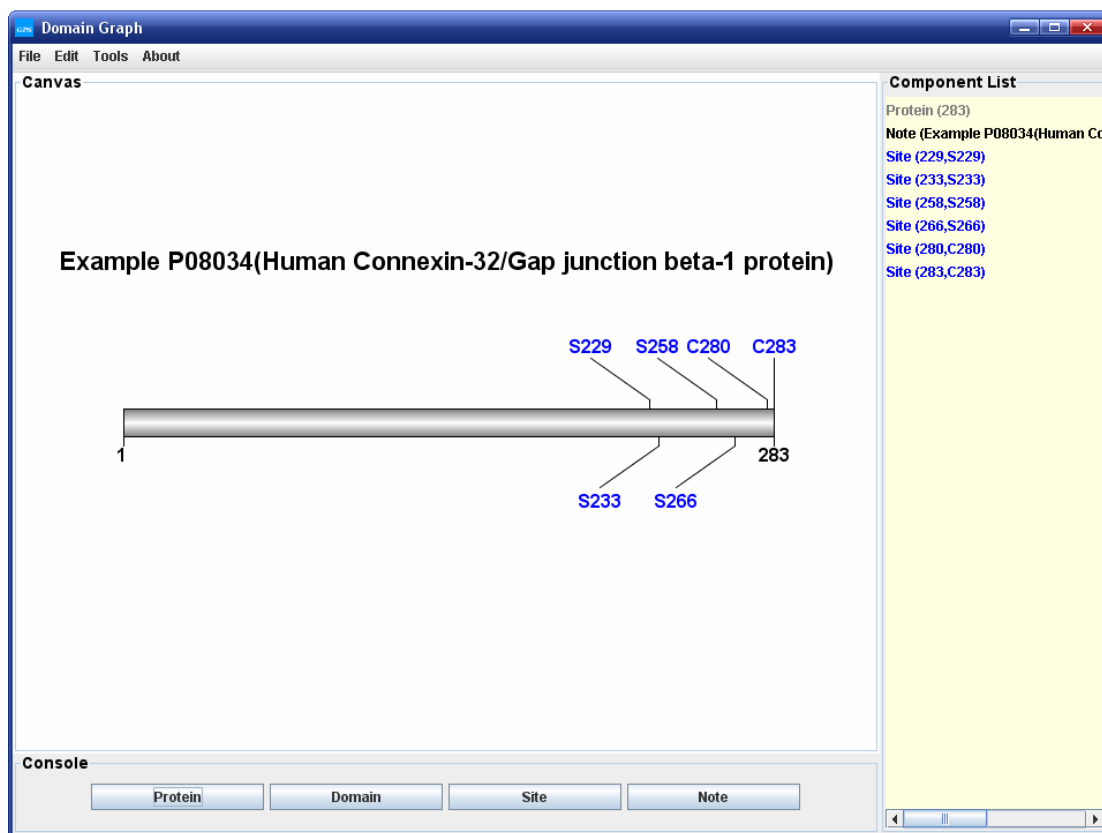 GPS Domain Graph
File Edit Tools About
Canvas
Example P08034(Human Connexin-32/Gap junction beta-1 protein)
S229 S258 C280 C283
1 283
S233 S266
Component List
Protein (283)
Note (Example P08034(Human Co
Site (229,S229)
Site (233,S233)
Site (258,S258)
Site (266,S266)
Site (280,C280)
Site (283,C283)
Console
Protein Domain Site Note